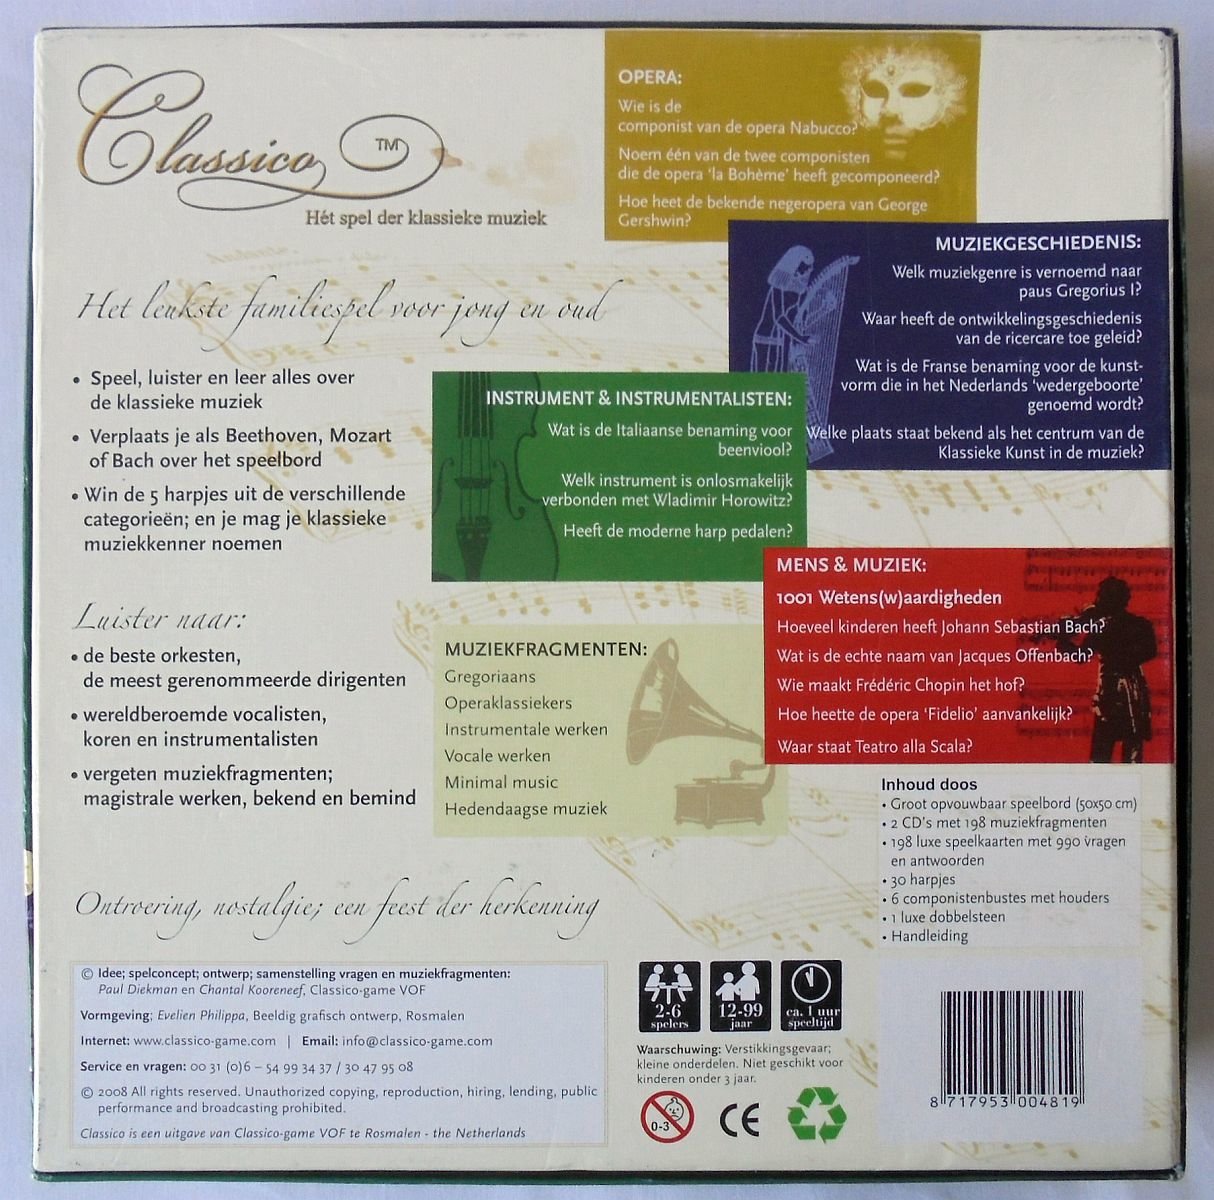 Classico TM
Hét spel der klassieke muziek
Het leukste familiespel voor jong en oud
• Speel, luister en leer alles over
de klassieke muziek
• Verplaats je als Beethoven, Mozart
of Bach over het speelbord
• Win de 5 harpjes uit de verschillende
categorieën; en je mag je klassieke
muziekkenner noemen
Luister naar:
• de beste orkesten,
de meest gerenommeerde dirigenten
• wereldberoemde vocalisten,
koren en instrumentalisten
• vergeten muziekfragmenten;
magistrale werken, bekend en bemind
Ontroering, nostalgie; een feest der herkenning
OPERA:
Wie is de
componist van de opera Nabucco?
Noem één van de twee componisten
die de opera 'la Bohème' heeft gecomponeerd?
Hoe heet de bekende negeropera van George
Gershwin?
MUZIEKGESCHIEDENIS:
Welk muziekgenre is vernoemd naar
paus Gregorius I?
Waar heeft de ontwikkelingsgeschiedenis
van de ricercare toe geleid?
Wat is de Franse benaming voor de kunst-
vorm die in het Nederlands 'wedergeboorte'
genoemd wordt?
Welke plaats staat bekend als het centrum van de
Klassieke Kunst in de muziek?
INSTRUMENT & INSTRUMENTALISTEN:
Wat is de Italiaanse benaming voor
beenviool?
Welk instrument is onlosmakelijk
verbonden met Wladimir Horowitz?
Heeft de moderne harp pedalen?
MENS & MUZIEK:
1001 Wetens(w)aardigheden
Hoeveel kinderen heeft Johann Sebastian Bach?
Wat is de echte naam van Jacques Offenbach?
Wie maakt Frédéric Chopin het hof?
Hoe heette de opera 'Fidelio' aanvankelijk?
Waar staat Teatro alla Scala?
MUZIEKFRAGMENTEN:
Gregoriaans
Operaklassiekers
Instrumentale werken
Vocale werken
Minimal music
Hedendaagse muziek
Inhoud doos
• Groot opvouwbaar speelbord (50x50 cm)
• 2 CD's met 198 muziekfragmenten
• 198 luxe speelkaarten met 990 vragen
en antwoorden
• 30 harpjes
• 6 componistenbustes met houders
• 1 luxe dobbelsteen
• Handleiding
© Idee; spelconcept; ontwerp; samenstelling vragen en muziekfragmenten:
Paul Diekman en Chantal Kooreneef, Classico-game VOF
Vormgeving; Evelien Philippa, Beeldig grafisch ontwerp, Rosmalen
Internet: www.classico-game.com | Email: info@classico-game.com
Service en vragen: 00 31 (0)6 – 54 99 34 37 / 30 47 95 08
© 2008 All rights reserved. Unauthorized copying, reproduction, hiring, lending, public
performance and broadcasting prohibited.
Classico is een uitgave van Classico-game VOF te Rosmalen - the Netherlands
2-6
spelers
12-99
jaar
ca. 1 uur
speeltijd
Waarschuwing: Verstikkingsgevaar;
kleine onderdelen. Niet geschikt voor
kinderen onder 3 jaar.
0-3
CE
8 717953 004819